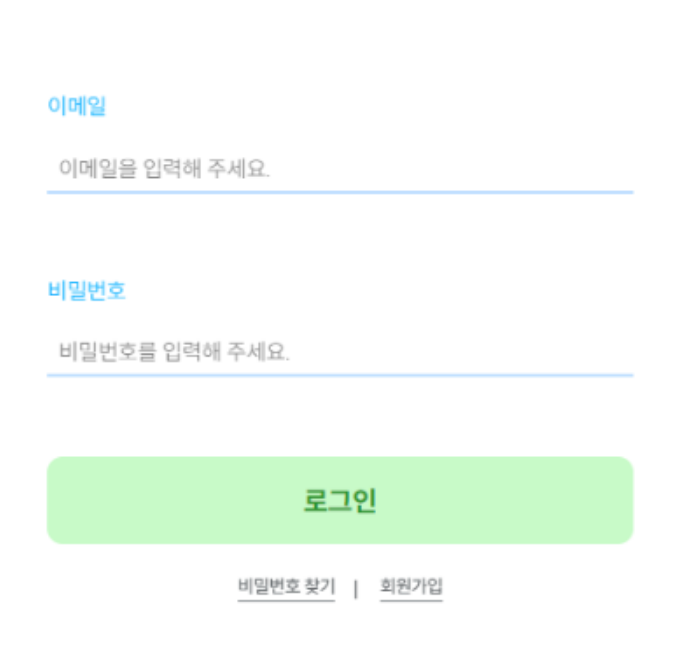 이메일
이메일을 입력해 주세요.
비밀번호
비밀번호를 입력해 주세요.
로그인
비밀번호 찾기 | 회원가입